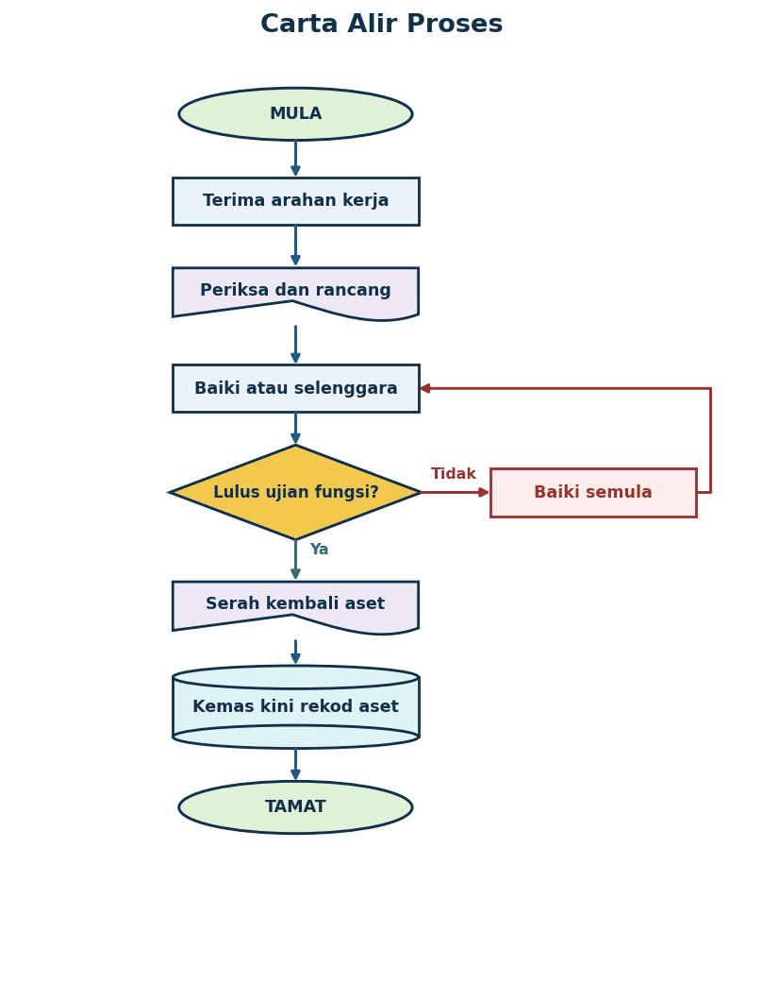 Carta Alir Proses
MULA
Terima arahan kerja
Periksa dan rancang
Baiki atau selenggara
Lulus ujian fungsi?
Tidak
Baiki semula
Ya
Serah kembali aset
Kemas kini rekod aset
TAMAT